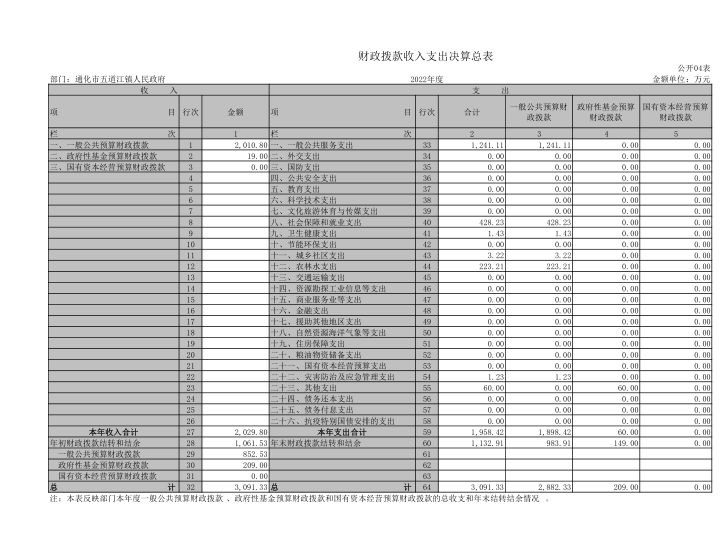 财政拨款收入支出决算总表
公开04表
部门：通化市五道江镇人民政府 2022年度 金额单位：万元
收 入 支 出
项 目 行次 金额 项 目 行次 合计 一般公共预算财政拨款 政府性基金预算财政拨款 国有资本经营预算财政拨款
栏 次 1 栏 次 2 3 4 5
一、一般公共预算财政拨款 1 2,010.80 一、一般公共服务支出 33 1,241.11 1,241.11 0.00 0.00
二、政府性基金预算财政拨款 2 19.00 二、外交支出 34 0.00 0.00 0.00 0.00
三、国有资本经营预算财政拨款 3 0.00 三、国防支出 35 0.00 0.00 0.00 0.00
4 四、公共安全支出 36 0.00 0.00 0.00 0.00
5 五、教育支出 37 0.00 0.00 0.00 0.00
6 六、科学技术支出 38 0.00 0.00 0.00 0.00
7 七、文化旅游体育与传媒支出 39 0.00 0.00 0.00 0.00
8 八、社会保障和就业支出 40 428.23 428.23 0.00 0.00
9 九、卫生健康支出 41 1.43 1.43 0.00 0.00
10 十、节能环保支出 42 0.00 0.00 0.00 0.00
11 十一、城乡社区支出 43 3.22 3.22 0.00 0.00
12 十二、农林水支出 44 223.21 223.21 0.00 0.00
13 十三、交通运输支出 45 0.00 0.00 0.00 0.00
14 十四、资源勘探工业信息等支出 46 0.00 0.00 0.00 0.00
15 十五、商业服务业等支出 47 0.00 0.00 0.00 0.00
16 十六、金融支出 48 0.00 0.00 0.00 0.00
17 十七、援助其他地区支出 49 0.00 0.00 0.00 0.00
18 十八、自然资源海洋气象等支出 50 0.00 0.00 0.00 0.00
19 十九、住房保障支出 51 0.00 0.00 0.00 0.00
20 二十、粮油物资储备支出 52 0.00 0.00 0.00 0.00
21 二十一、国有资本经营预算支出 53 0.00 0.00 0.00 0.00
22 二十二、灾害防治及应急管理支出 54 1.23 1.23 0.00 0.00
23 二十三、其他支出 55 60.00 0.00 60.00 0.00
24 二十四、债务还本支出 56 0.00 0.00 0.00 0.00
25 二十五、债务付息支出 57 0.00 0.00 0.00 0.00
26 二十六、抗疫特别国债安排的支出 58 0.00 0.00 0.00 0.00
本年收入合计 27 2,029.80 本年支出合计 59 1,958.42 1,898.42 60.00 0.00
年初财政拨款结转和结余 28 1,061.53 年末财政拨款结转和结余 60 1,132.91 983.91 149.00 0.00
一般公共预算财政拨款 29 852.53 61
政府性基金预算财政拨款 30 209.00 62
国有资本经营预算财政拨款 31 0.00 63
总 计 32 3,091.33 总 计 64 3,091.33 2,882.33 209.00 0.00
注：本表反映部门本年度一般公共预算财政拨款 、政府性基金预算财政拨款和国有资本经营预算财政拨款的总收支和年末结转结余情况 。